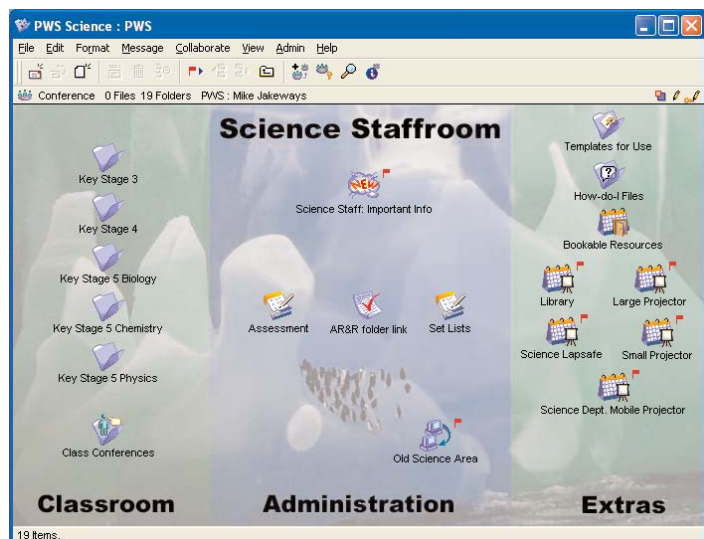 PWS Science : PWS
File Edit Format Message Collaborate View Admin Help
Conference 0 Files 19 Folders PWS : Mike Jakeways
Science Staffroom
Key Stage 3
Key Stage 4
Key Stage 5 Biology
Key Stage 5 Chemistry
Key Stage 5 Physics
Class Conferences
Classroom
NEW
Science Staff: Important Info
Assessment AR&R folder link Set Lists
Old Science Area
Administration
Templates for Use
How-do-I Files
Bookable Resources
Library Large Projector
Science Lapsafe Small Projector
Science Dept. Mobile Projector
Extras
19 Items.